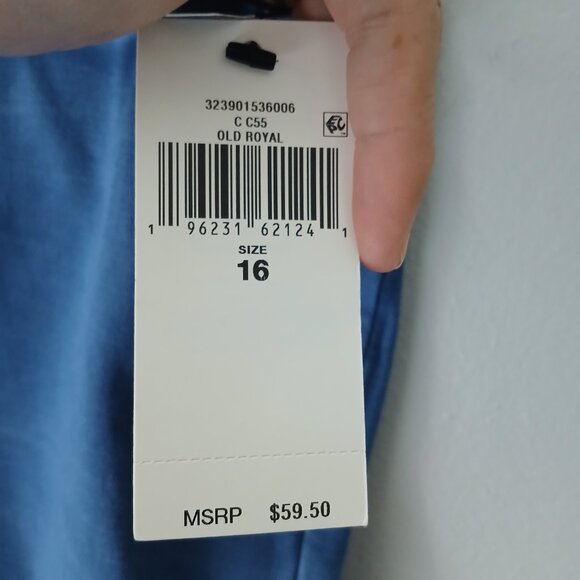 323901536006
C C55
OLD ROYAL
1 96231 62124 1
SIZE
16
MSRP $59.50